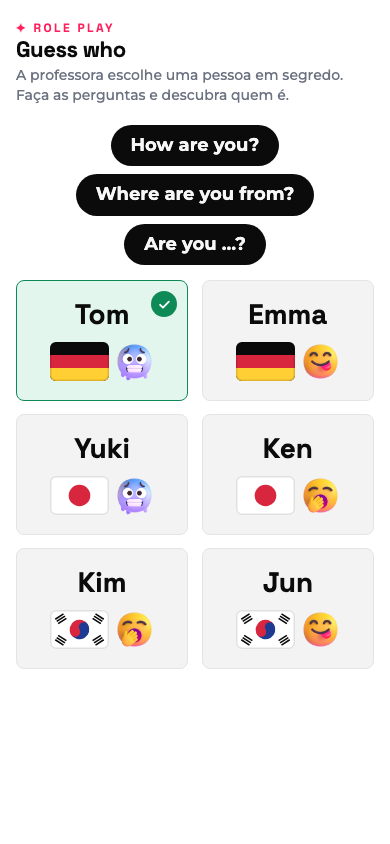 ✦ ROLE PLAY
Guess who
A professora escolhe uma pessoa em segredo.
Faça as perguntas e descubra quem é.
How are you?
Where are you from?
Are you ...?
Tom
Emma
Yuki
Ken
Kim
Jun